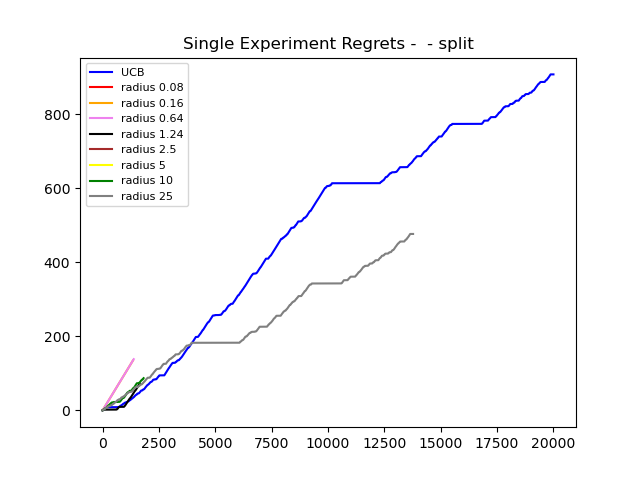 Single Experiment Regrets -  - split
UCB
radius 0.08
radius 0.16
radius 0.64
radius 1.24
radius 2.5
radius 5
radius 10
radius 25
800
600
400
200
0
0 2500 5000 7500 10000 12500 15000 17500 20000